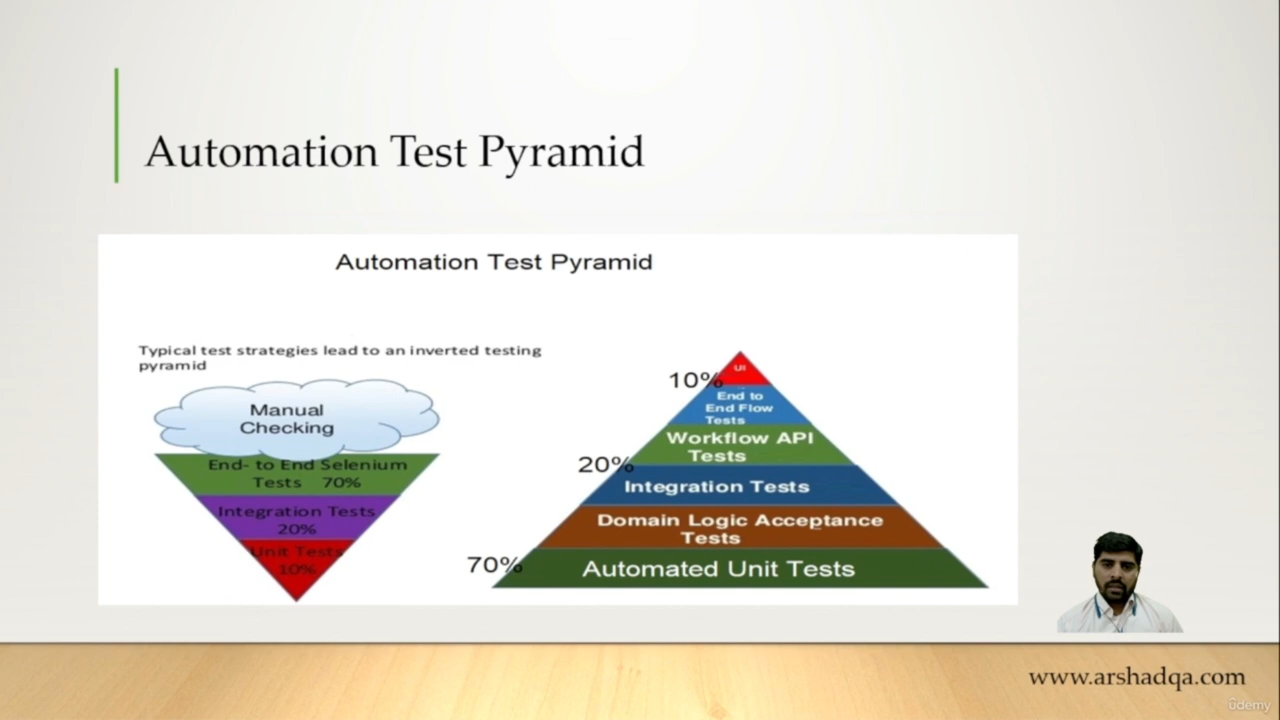 Automation Test Pyramid
Automation Test Pyramid
Typical test strategies lead to an inverted testing
pyramid
Manual
Checking
End- to End Selenium
Tests 70%
Integration Tests
20%
Unit Tests
10%
10%
UI
End to
End Flow
Tests
Workflow API
Tests
20%
Integration Tests
Domain Logic Acceptance
Tests
70%
Automated Unit Tests
www.arshadqa.com
ûdemy